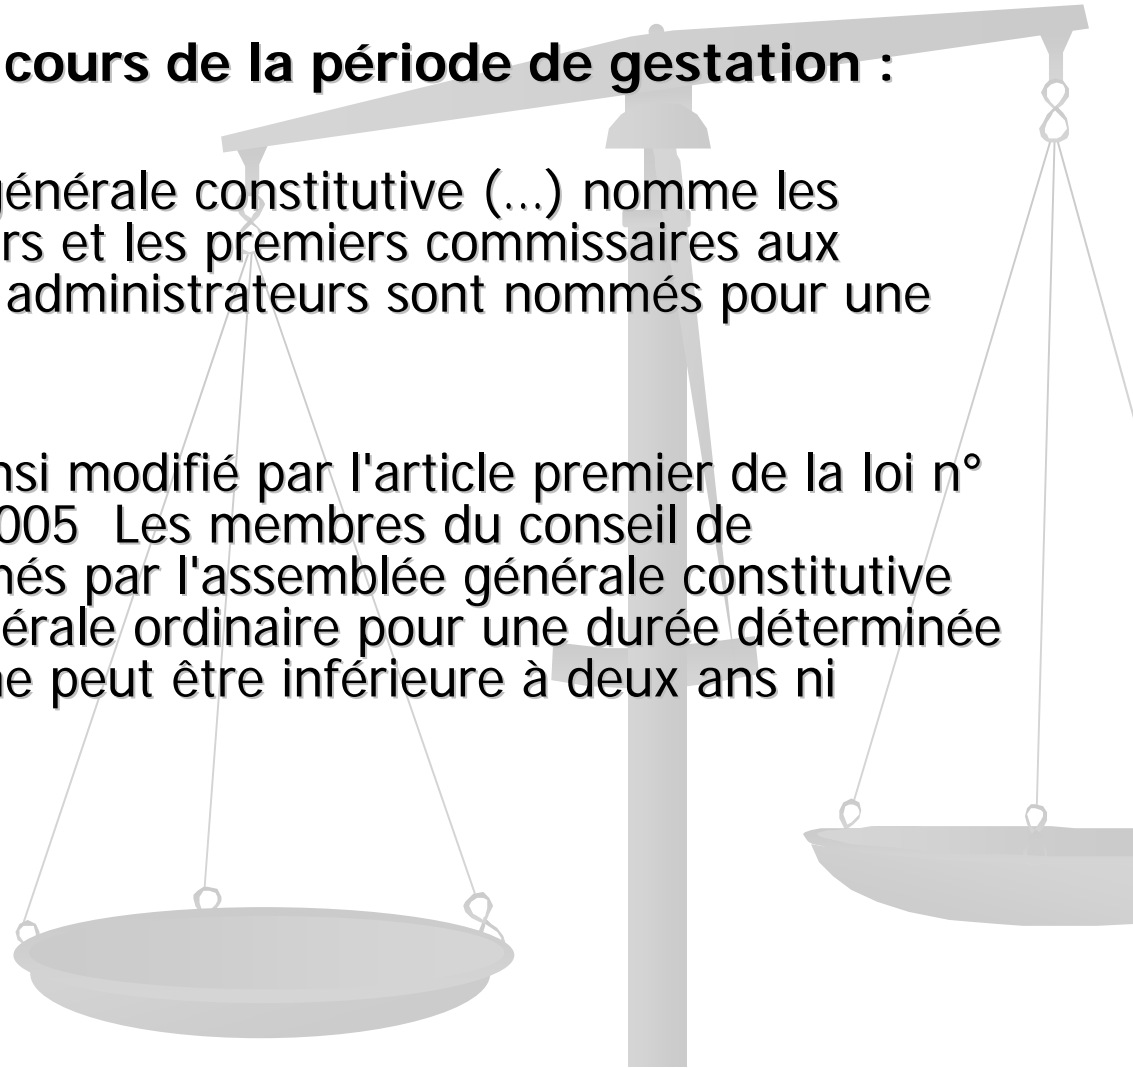 cours de la période de gestation :
générale constitutive (...) nomme les
rs et les premiers commissaires aux
administrateurs sont nommés pour une
nsi modifié par l'article premier de la loi n°
005 Les membres du conseil de
nés par l'assemblée générale constitutive
érale ordinaire pour une durée déterminée
ne peut être inférieure à deux ans ni